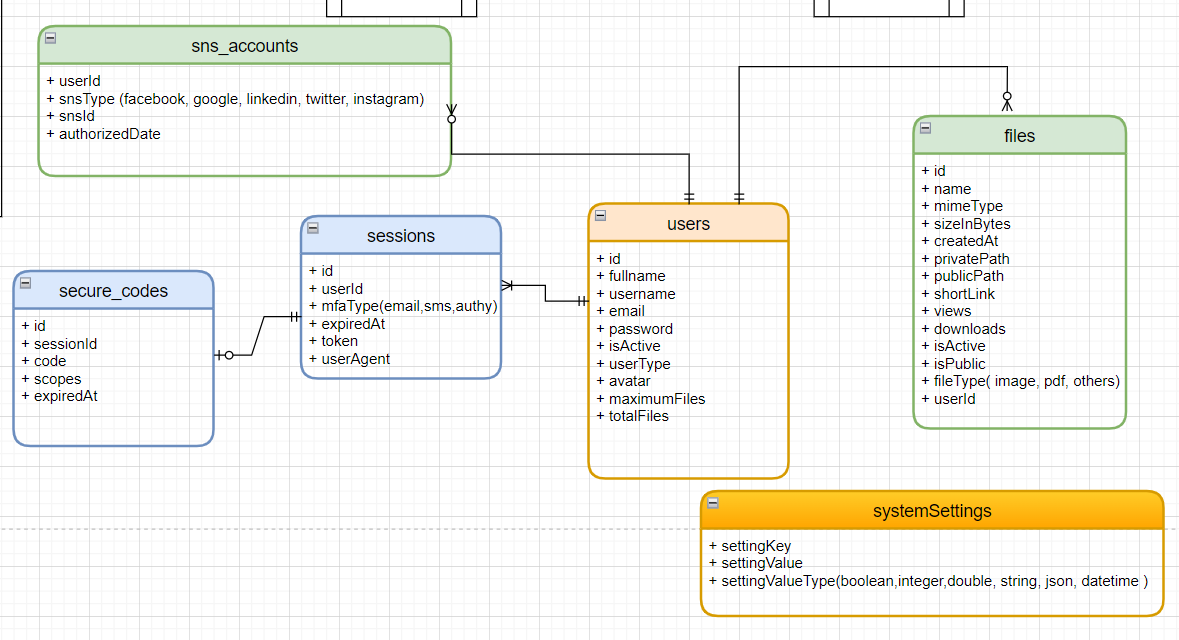 sns_accounts
+ userId
+ snsType (facebook, google, linkedin, twitter, instagram)
+ snsId
+ authorizedDate
files
+ id
+ name
+ mimeType
+ sizeInBytes
+ createdAt
+ privatePath
+ publicPath
+ shortLink
+ views
+ downloads
+ isActive
+ isPublic
+ fileType( image, pdf, others)
+ userId
users
+ id
+ fullname
+ username
+ email
+ password
+ isActive
+ userType
+ avatar
+ maximumFiles
+ totalFiles
sessions
+ id
+ userId
+ mfaType(email,sms,authy)
+ expiredAt
+ token
+ userAgent
secure_codes
+ id
+ sessionId
+ code
+ scopes
+ expiredAt
systemSettings
+ settingKey
+ settingValue
+ settingValueType(boolean,integer,double, string, json, datetime )